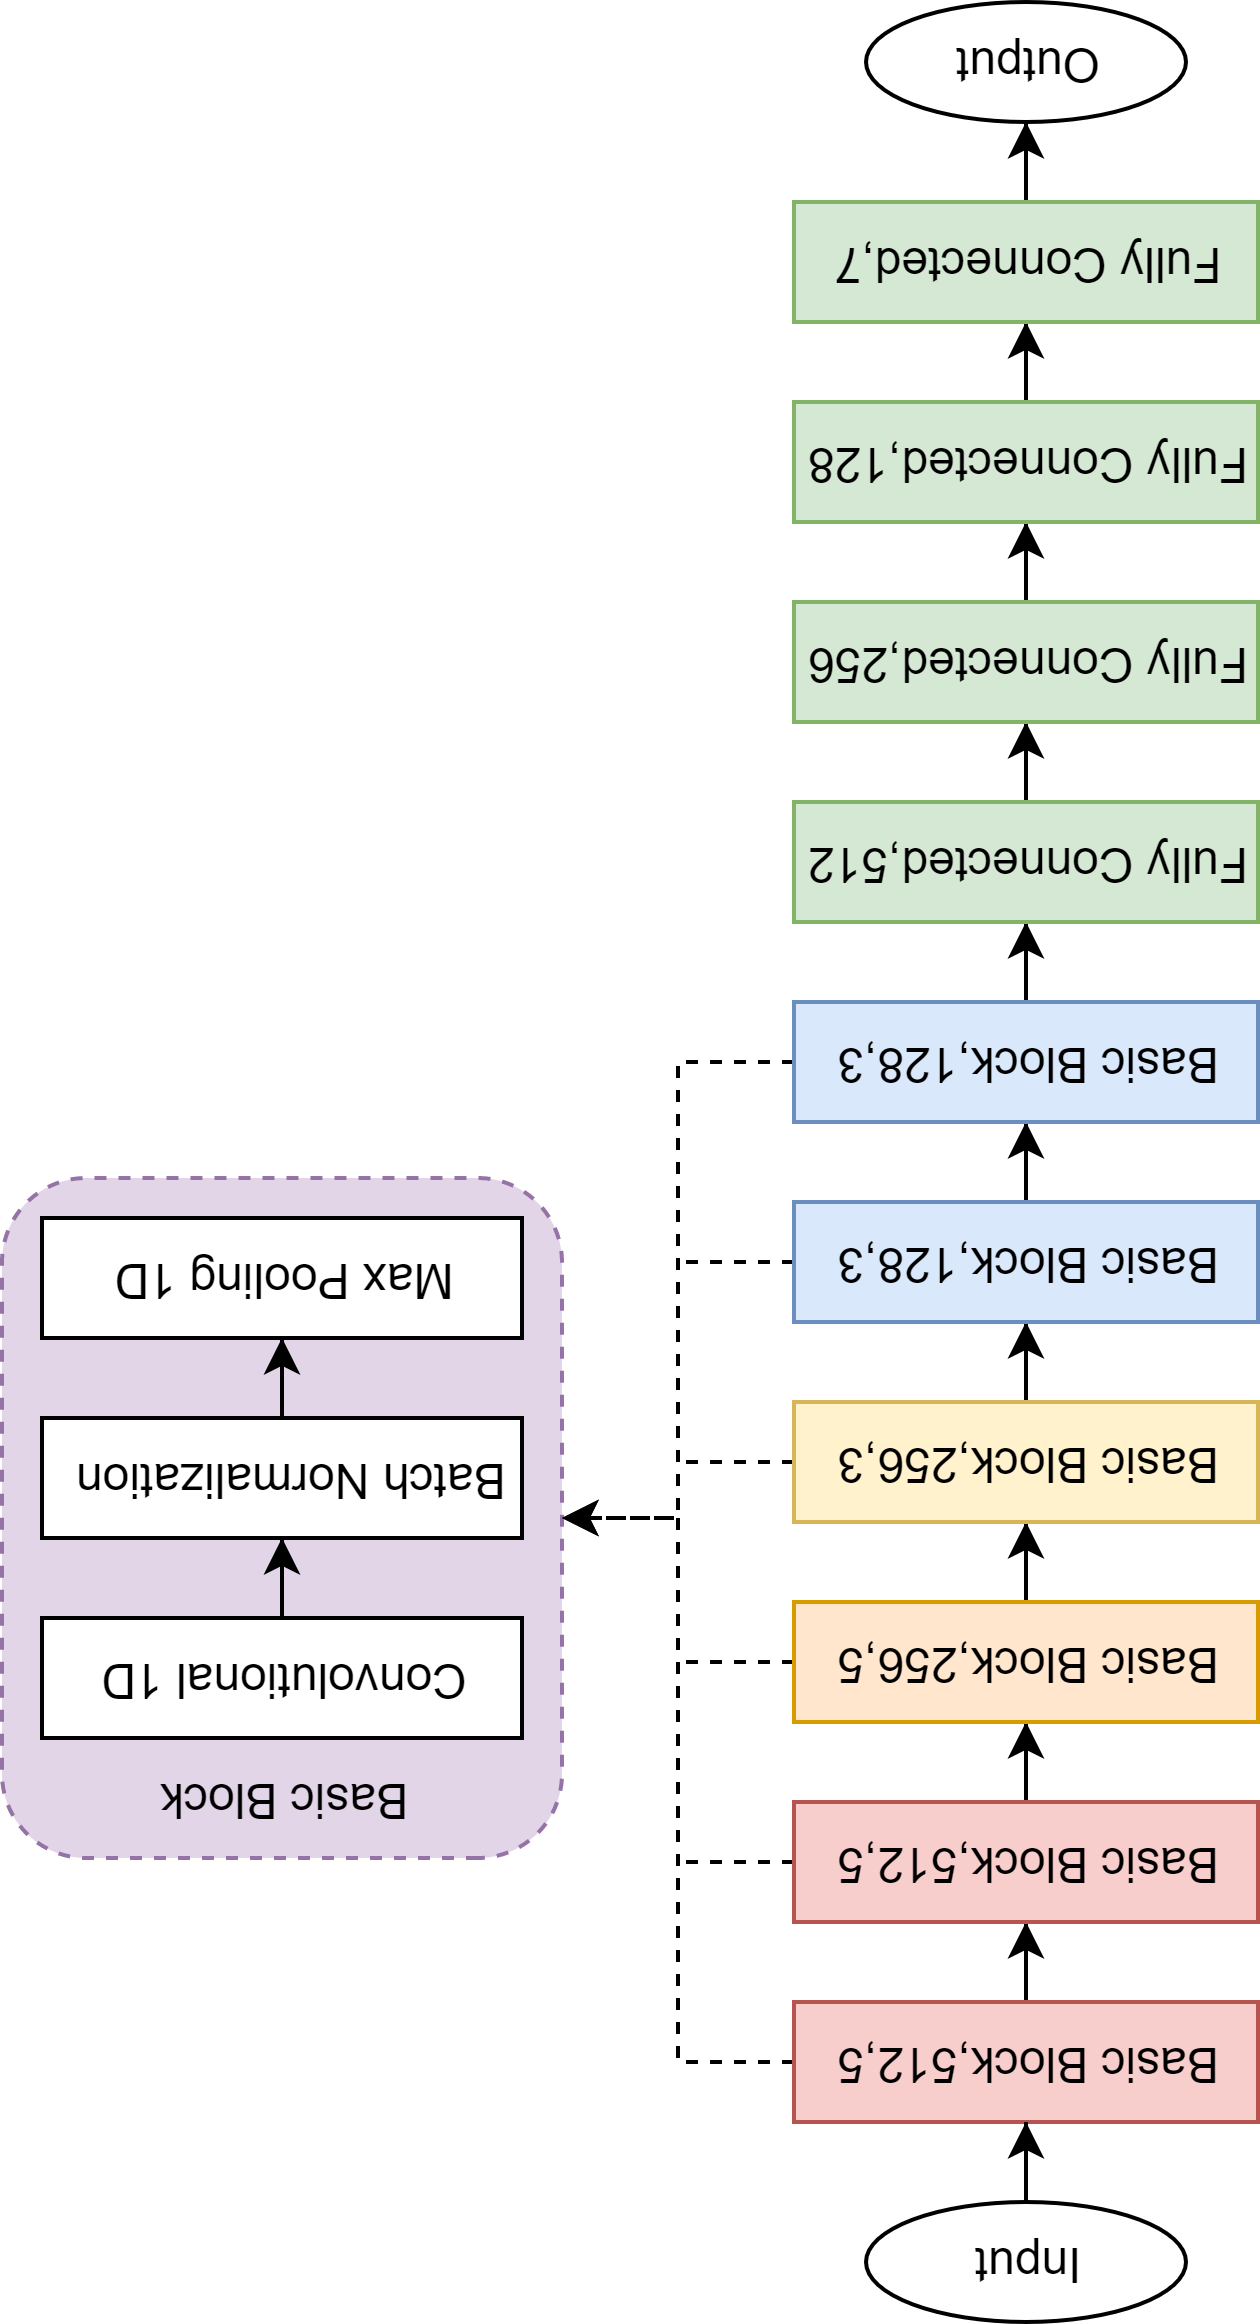 Input
Basic Block,512,5
Basic Block,512,5
Basic Block,256,5
Basic Block,256,3
Basic Block,128,3
Basic Block,128,3
Fully Connected,512
Fully Connected,256
Fully Connected,128
Fully Connected,7
Output
Basic Block
Convolutional 1D
Batch Normalization
Max Pooling 1D